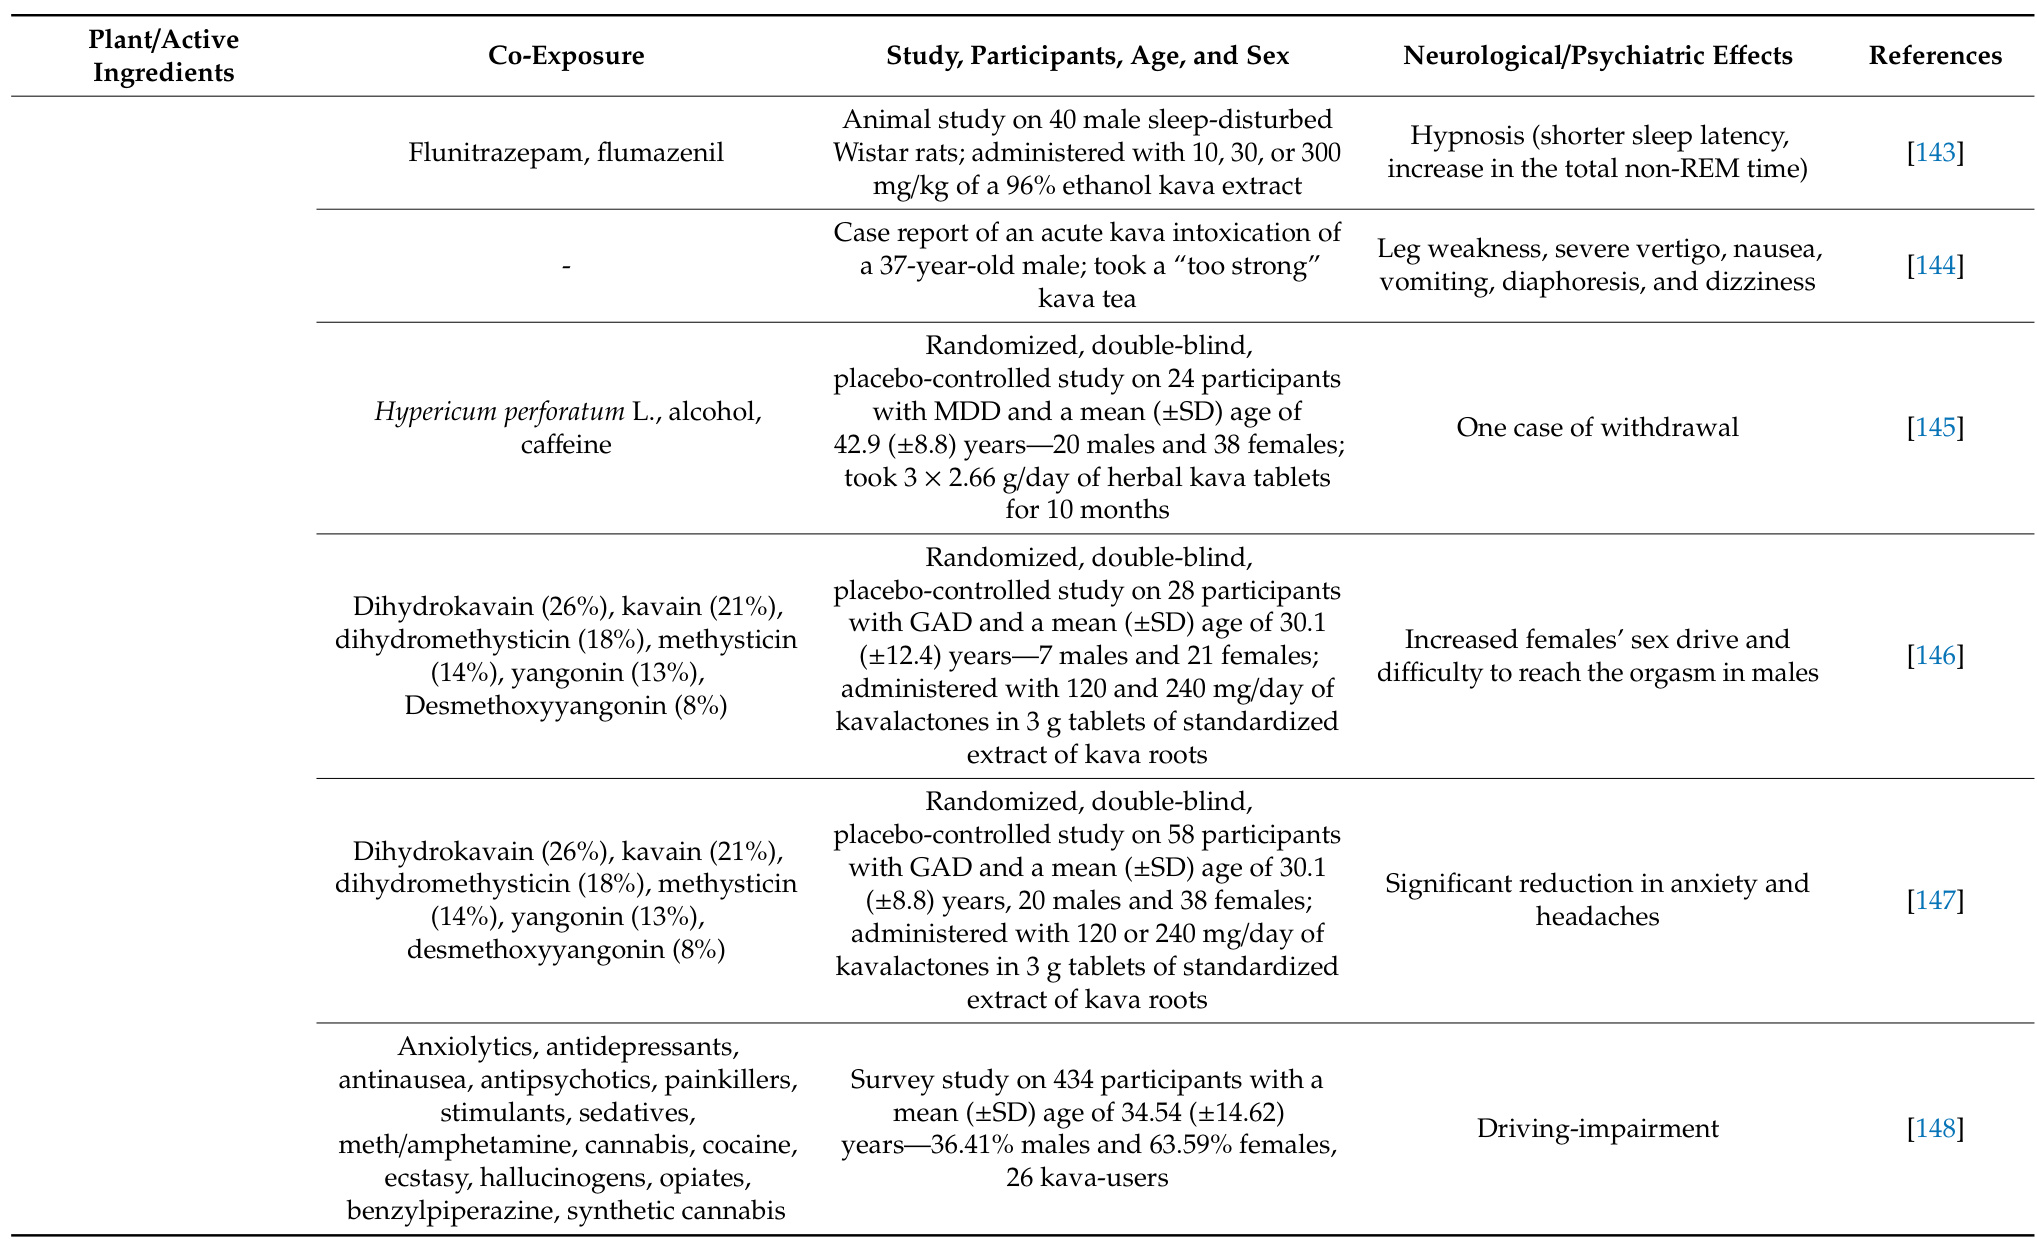 Plant/Active
Ingredients
Co-Exposure
Study, Participants, Age, and Sex
Neurological/Psychiatric Effects
References
Flunitrazepam, flumazenil
Animal study on 40 male sleep-disturbed
Wistar rats; administered with 10, 30, or 300
mg/kg of a 96% ethanol kava extract
Hypnosis (shorter sleep latency,
increase in the total non-REM time)
[143]
-
Case report of an acute kava intoxication of
a 37-year-old male; took a “too strong”
kava tea
Leg weakness, severe vertigo, nausea,
vomiting, diaphoresis, and dizziness
[144]
Hypericum perforatum L., alcohol,
caffeine
Randomized, double-blind,
placebo-controlled study on 24 participants
with MDD and a mean (±SD) age of
42.9 (±8.8) years—20 males and 38 females;
took 3 × 2.66 g/day of herbal kava tablets
for 10 months
One case of withdrawal
[145]
Dihydrokavain (26%), kavain (21%),
dihydromethysticin (18%), methysticin
(14%), yangonin (13%),
Desmethoxyyangonin (8%)
Randomized, double-blind,
placebo-controlled study on 28 participants
with GAD and a mean (±SD) age of 30.1
(±12.4) years—7 males and 21 females;
administered with 120 and 240 mg/day of
kavalactones in 3 g tablets of standardized
extract of kava roots
Increased females’ sex drive and
difficulty to reach the orgasm in males
[146]
Dihydrokavain (26%), kavain (21%),
dihydromethysticin (18%), methysticin
(14%), yangonin (13%),
desmethoxyyangonin (8%)
Randomized, double-blind,
placebo-controlled study on 58 participants
with GAD and a mean (±SD) age of 30.1
(±8.8) years, 20 males and 38 females;
administered with 120 or 240 mg/day of
kavalactones in 3 g tablets of standardized
extract of kava roots
Significant reduction in anxiety and
headaches
[147]
Anxiolytics, antidepressants,
antinausea, antipsychotics, painkillers,
stimulants, sedatives,
meth/amphetamine, cannabis, cocaine,
ecstasy, hallucinogens, opiates,
benzylpiperazine, synthetic cannabis
Survey study on 434 participants with a
mean (±SD) age of 34.54 (±14.62)
years—36.41% males and 63.59% females,
26 kava-users
Driving-impairment
[148]